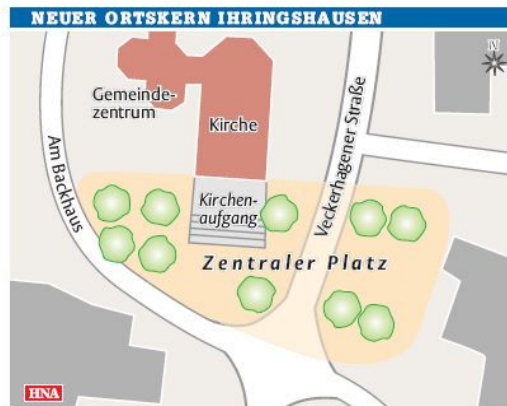 NEUER ORTSKERN IHRINGSHAUSEN
N
Gemeinde-
zentrum
Kirche
Am Backhaus
Veckerhagener Straße
Kirchen-
aufgang
Zentraler Platz
HNA